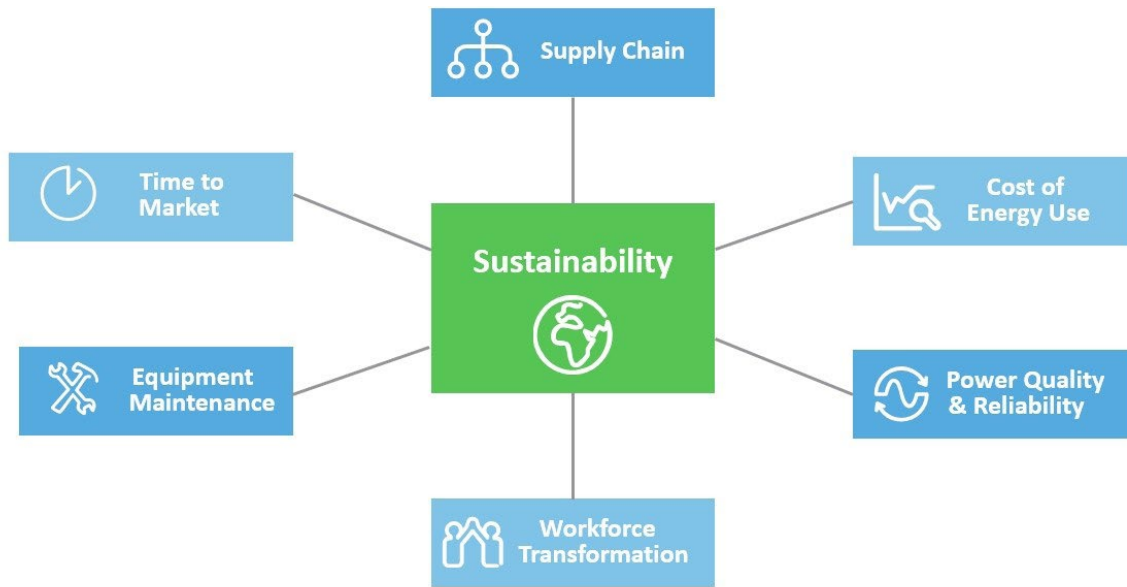 Supply Chain
Time to
Market
Cost of
Energy Use
Sustainability
Equipment
Maintenance
Power Quality
& Reliability
Workforce
Transformation